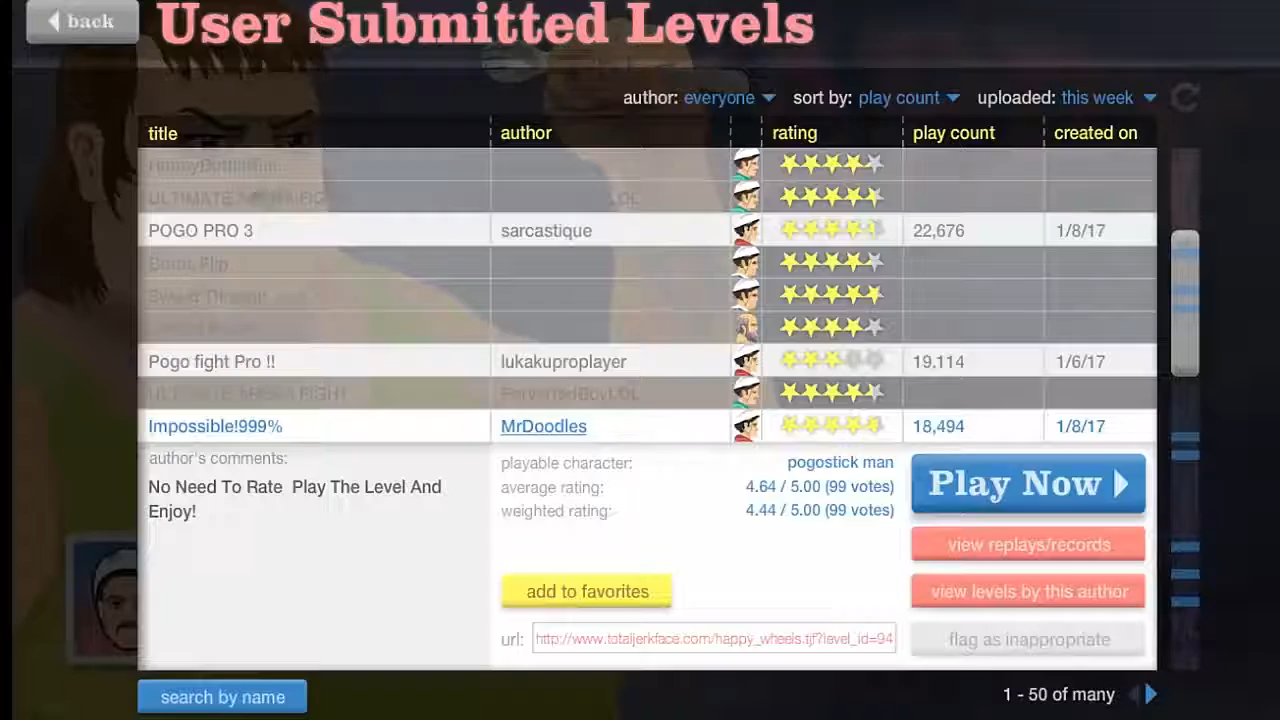 back
User Submitted Levels
author: everyone sort by: play count uploaded: this week
title author rating play count created on
POGO PRO 3 sarcastique 22,676 1/8/17
Pogo fight Pro !! lukakuproplayer 19,114 1/6/17
Impossible!999% MrDoodles 18,494 1/8/17
author's comments:
No Need To Rate Play The Level And
Enjoy!
playable character: pogostick man
average rating: 4.64 / 5.00 (99 votes)
weighted rating: 4.44 / 5.00 (99 votes)
Play Now
view replays/records
add to favorites
view levels by this author
url: http://www.totaljerkface.com/happy_wheels.tjf?level_id=94
flag as inappropriate
search by name
1 - 50 of many